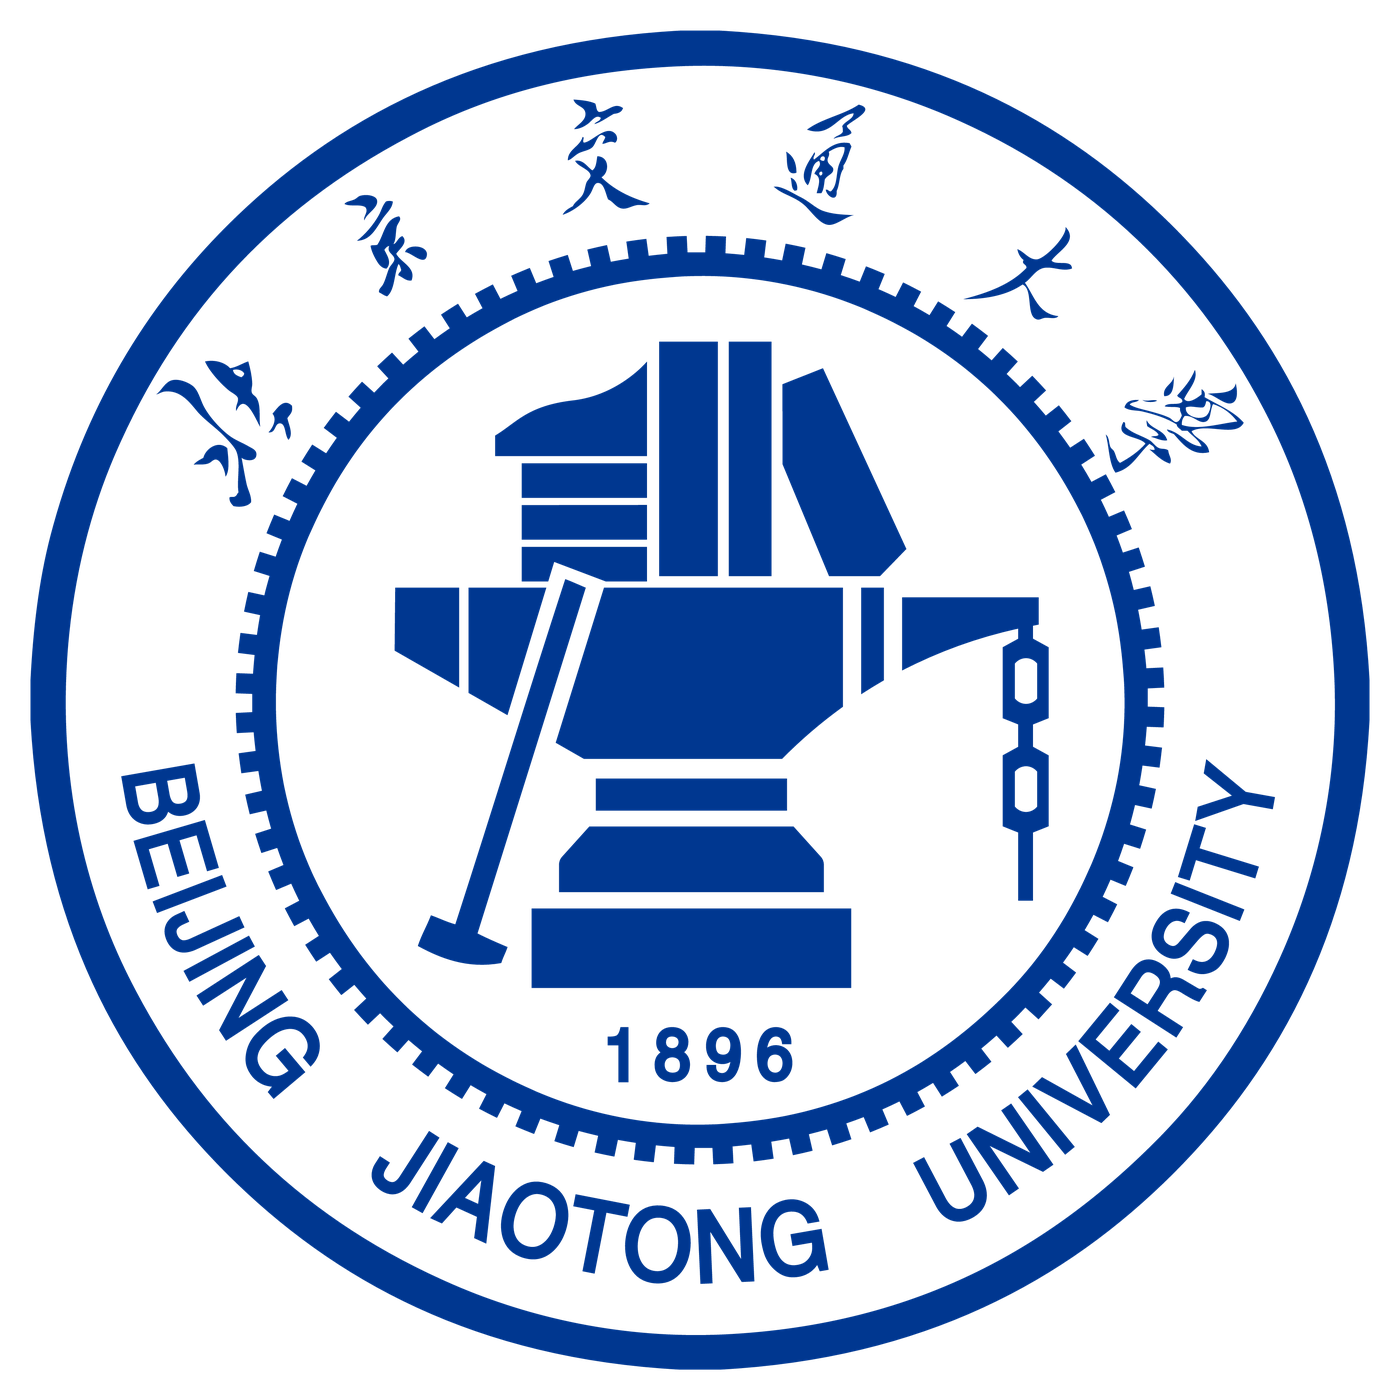 北京交通大学
1896
BEIJING JIAOTONG UNIVERSITY